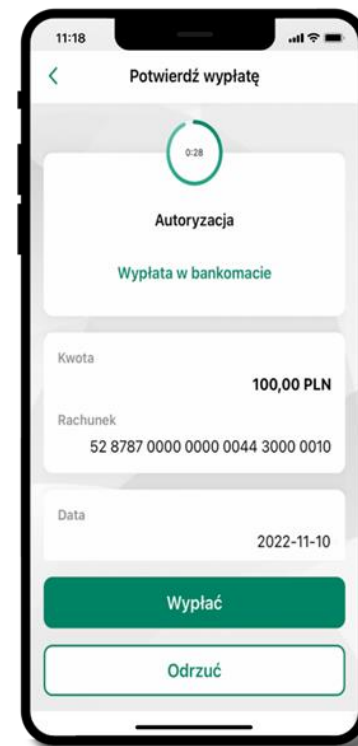 11:18
Potwierdź wypłatę
0:28
Autoryzacja
Wypłata w bankomacie
Kwota
100,00 PLN
Rachunek
52 8787 0000 0000 0044 3000 0010
Data
2022-11-10
Wypłać
Odrzuć